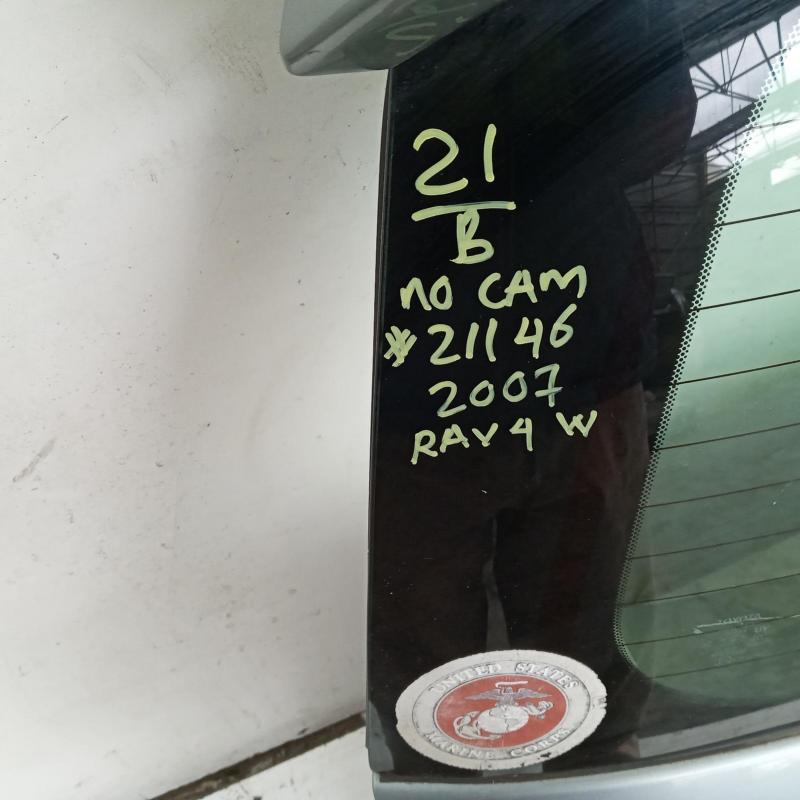 21
B
NO CAM
*21146
2007
RAV4 W
UNITED STATES
MARINE CORPS